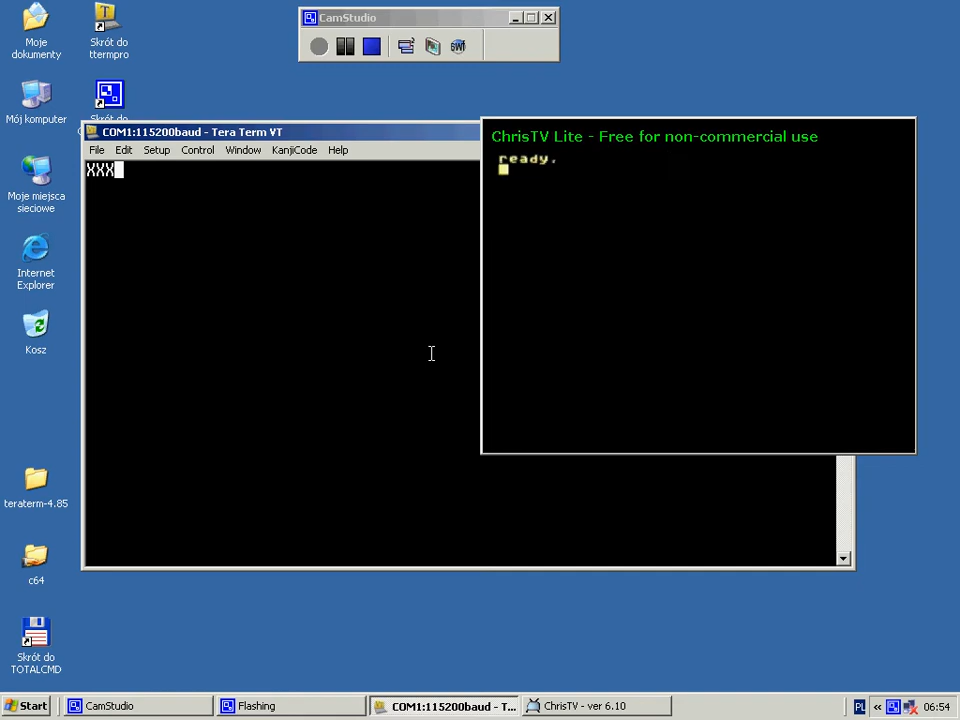 Moje
dokumenty
Skrót do
ttermpro
CamStudio
SWF
Mój komputer
Skrót do
COM1:115200baud - Tera Term VT
File Edit Setup Control Window KanjiCode Help
XXX
ChrisTV Lite - Free for non-commercial use
ready.
Moje miejsca
sieciowe
Internet
Explorer
Kosz
teraterm-4.85
c64
Skrót do
TOTALCMD
Start
CamStudio
Flashing
COM1:115200baud - T...
ChrisTV - ver 6.10
PL
«
06:54